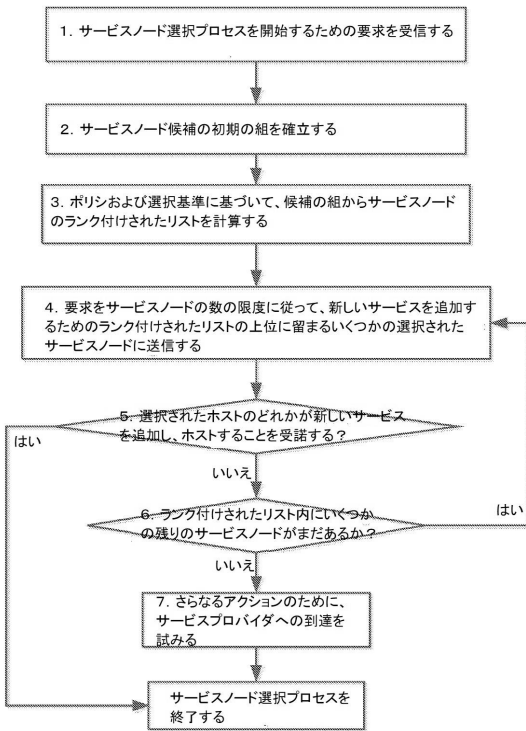 1. サービスノード選択プロセスを開始するための要求を受信する
2. サービスノード候補の初期の組を確立する
3. ポリシおよび選択基準に基づいて、候補の組からサービスノード
のランク付けされたリストを計算する
4. 要求をサービスノードの数の限度に従って、新しいサービスを追加す
るためのランク付けされたリストの上位に留まるいくつかの選択された
サービスノードに送信する
5. 選択されたホストのどれかが新しいサービス
を追加し、ホストすることを受諾する?
はい
いいえ
6. ランク付けされたリスト内にいくつか
の残りのサービスノードがまだあるか?
はい
いいえ
7. さらなるアクションのために、
サービスプロバイダへの到達を
試みる
サービスノード選択プロセスを
終了する